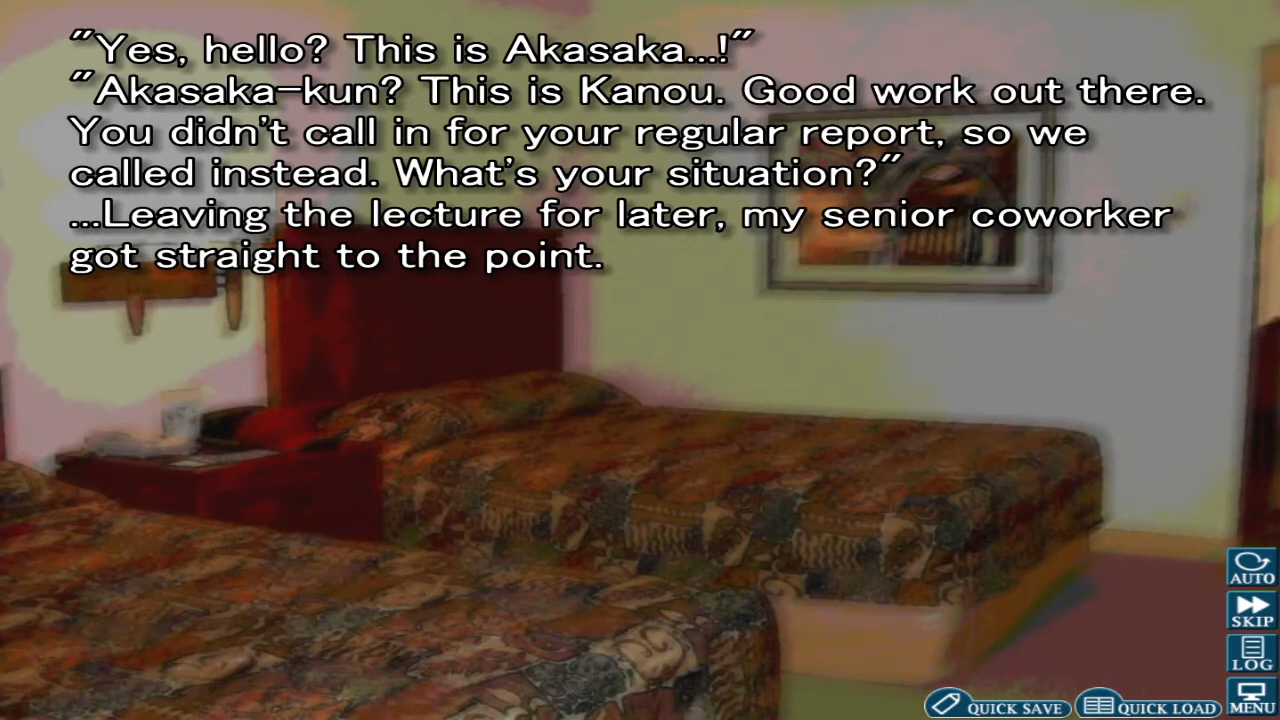 "Yes, hello? This is Akasaka...!"
"Akasaka-kun? This is Kanou. Good work out there.
You didn't call in for your regular report, so we
called instead. What's your situation?"
...Leaving the lecture for later, my senior coworker
got straight to the point.
AUTO
SKIP
LOG
MENU
QUICK SAVE
QUICK LOAD